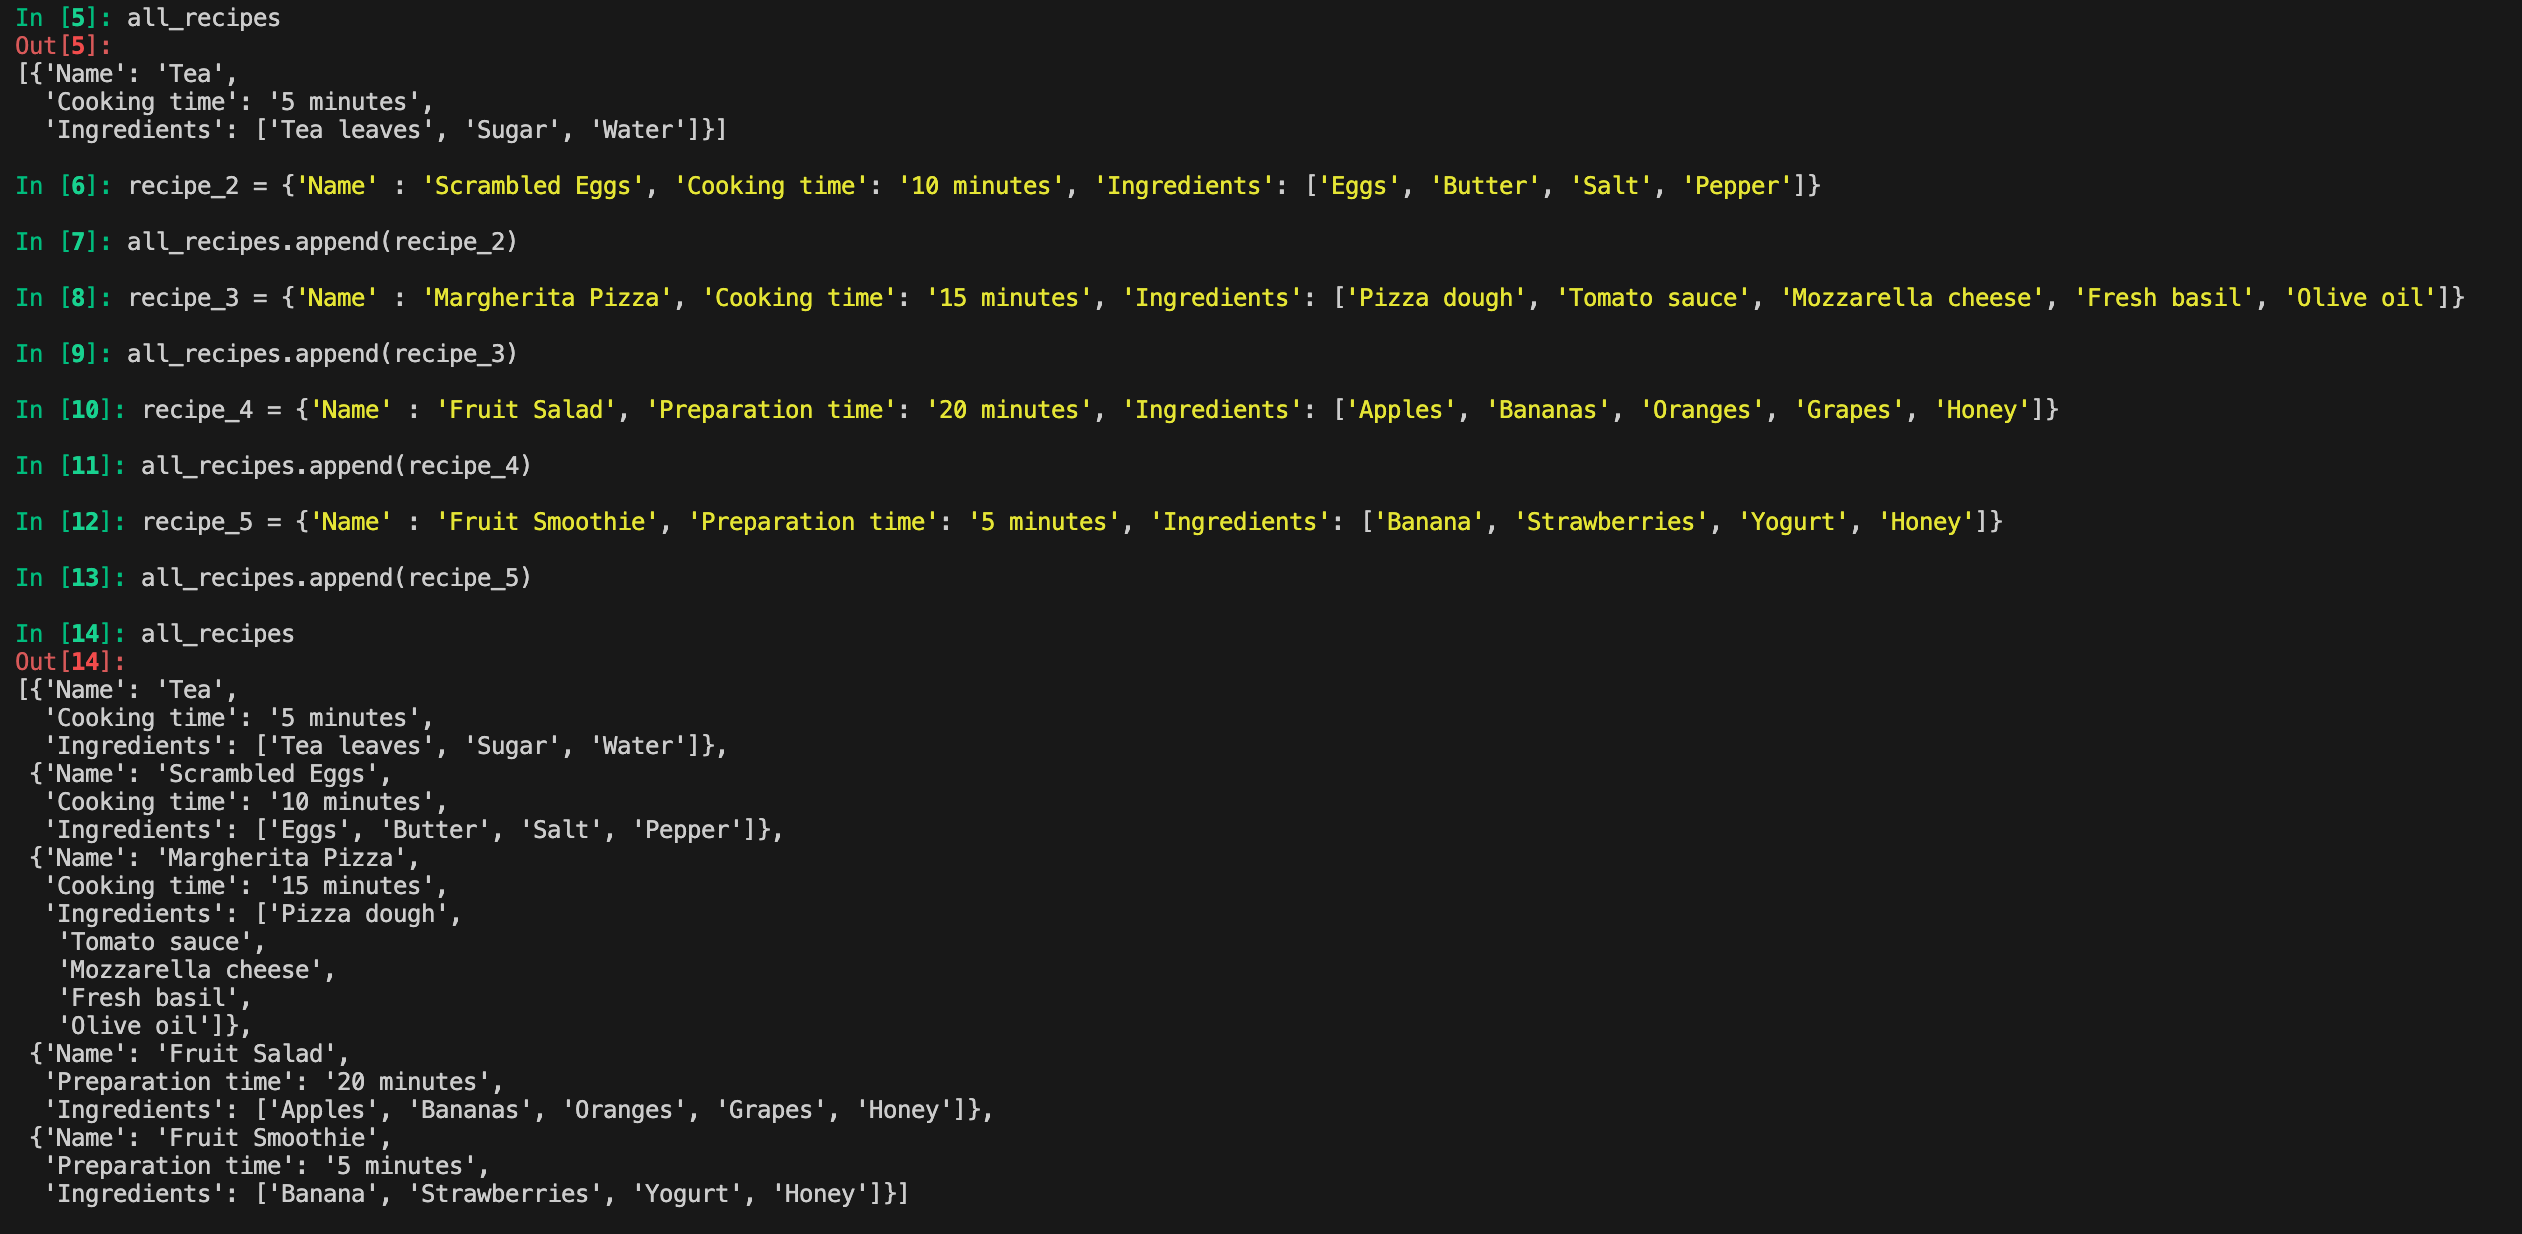 In [5]: all_recipes
Out[5]:
[{'Name': 'Tea',
  'Cooking time': '5 minutes',
  'Ingredients': ['Tea leaves', 'Sugar', 'Water']}]
In [6]: recipe_2 = {'Name' : 'Scrambled Eggs', 'Cooking time': '10 minutes', 'Ingredients': ['Eggs', 'Butter', 'Salt', 'Pepper']}
In [7]: all_recipes.append(recipe_2)
In [8]: recipe_3 = {'Name' : 'Margherita Pizza', 'Cooking time': '15 minutes', 'Ingredients': ['Pizza dough', 'Tomato sauce', 'Mozzarella cheese', 'Fresh basil', 'Olive oil']}
In [9]: all_recipes.append(recipe_3)
In [10]: recipe_4 = {'Name' : 'Fruit Salad', 'Preparation time': '20 minutes', 'Ingredients': ['Apples', 'Bananas', 'Oranges', 'Grapes', 'Honey']}
In [11]: all_recipes.append(recipe_4)
In [12]: recipe_5 = {'Name' : 'Fruit Smoothie', 'Preparation time': '5 minutes', 'Ingredients': ['Banana', 'Strawberries', 'Yogurt', 'Honey']}
In [13]: all_recipes.append(recipe_5)
In [14]: all_recipes
Out[14]:
[{'Name': 'Tea',
  'Cooking time': '5 minutes',
  'Ingredients': ['Tea leaves', 'Sugar', 'Water']},
 {'Name': 'Scrambled Eggs',
  'Cooking time': '10 minutes',
  'Ingredients': ['Eggs', 'Butter', 'Salt', 'Pepper']},
 {'Name': 'Margherita Pizza',
  'Cooking time': '15 minutes',
  'Ingredients': ['Pizza dough',
   'Tomato sauce',
   'Mozzarella cheese',
   'Fresh basil',
   'Olive oil']},
 {'Name': 'Fruit Salad',
  'Preparation time': '20 minutes',
  'Ingredients': ['Apples', 'Bananas', 'Oranges', 'Grapes', 'Honey']},
 {'Name': 'Fruit Smoothie',
  'Preparation time': '5 minutes',
  'Ingredients': ['Banana', 'Strawberries', 'Yogurt', 'Honey']}]